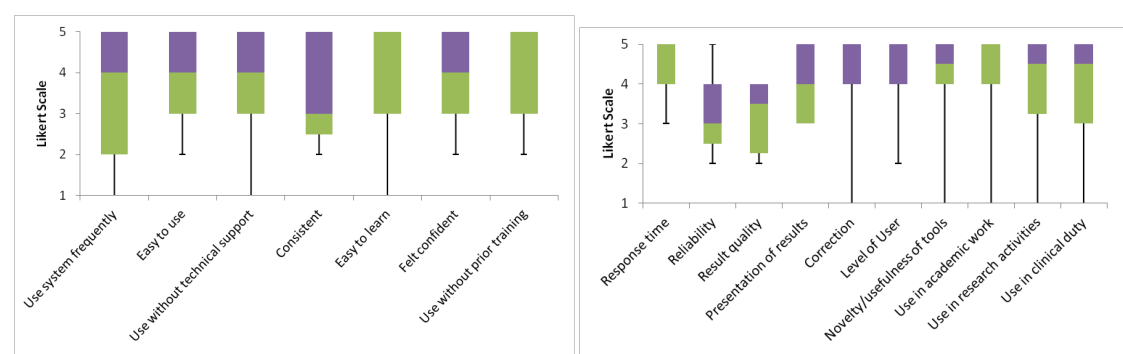 Likert Scale
5
4
3
2
1
Use system frequently
Easy to use
Use without technical support
Consistent
Easy to learn
Felt confident
Use without prior training
Likert Scale
5
4
3
2
1
Response time
Reliability
Result quality
Presentation of results
Correction
Level of User
Novelty/usefulness of tools
Use in academic work
Use in research activities
Use in clinical duty